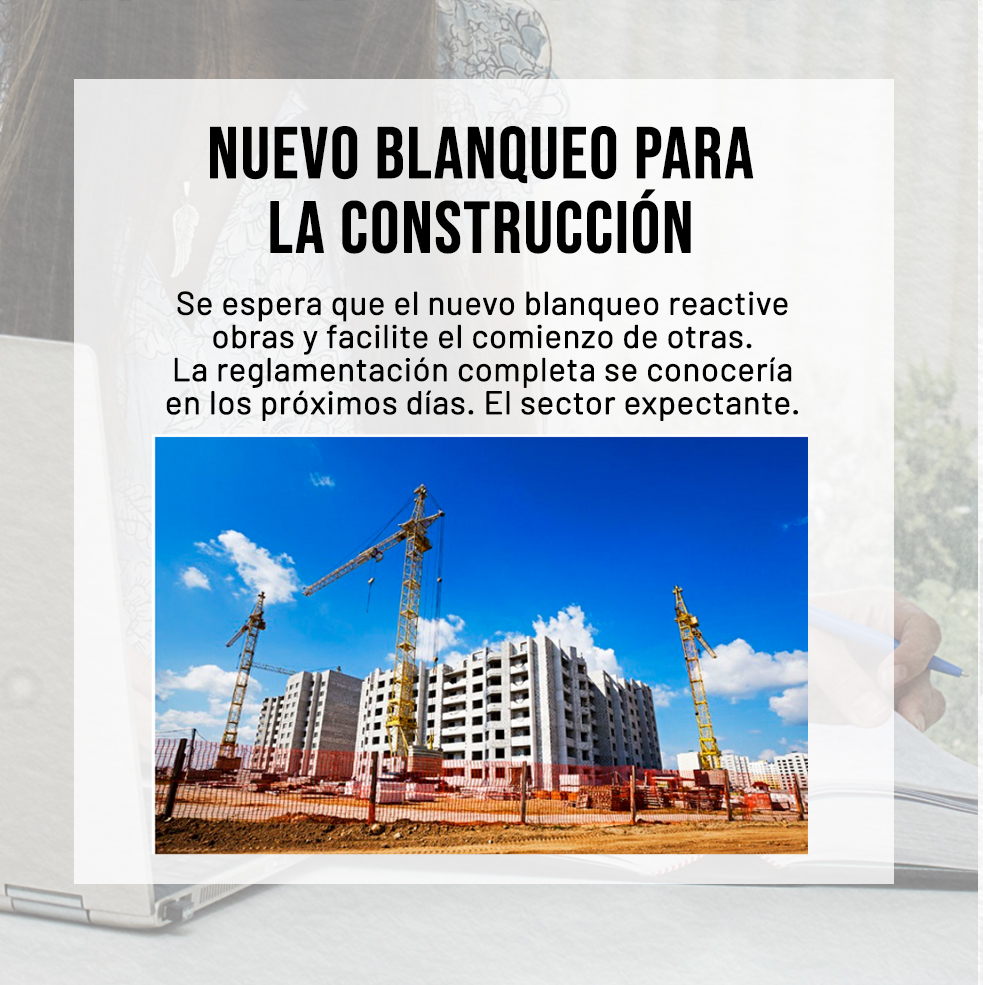 NUEVO BLANQUEO PARA
LA CONSTRUCCIÓN
Se espera que el nuevo blanqueo reactive
obras y facilite el comienzo de otras.
La reglamentación completa se conocería
en los próximos días. El sector expectante.